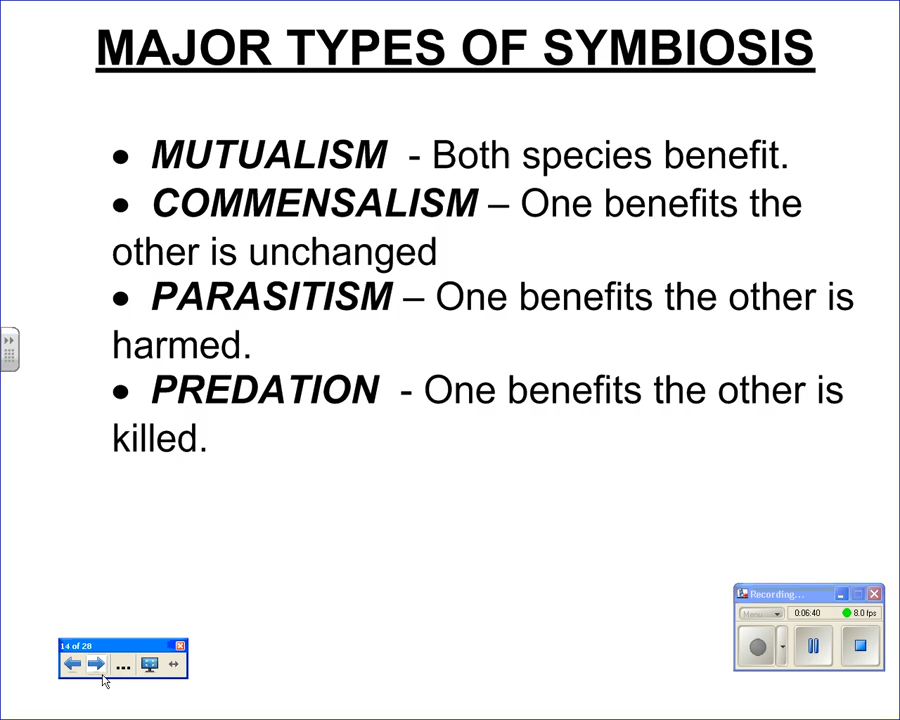 MAJOR TYPES OF SYMBIOSIS
• MUTUALISM - Both species benefit.
• COMMENSALISM – One benefits the
other is unchanged
• PARASITISM – One benefits the other is
harmed.
• PREDATION - One benefits the other is
killed.
Recording...
Menu 0:06:40 8.0 fps
14 of 28
...